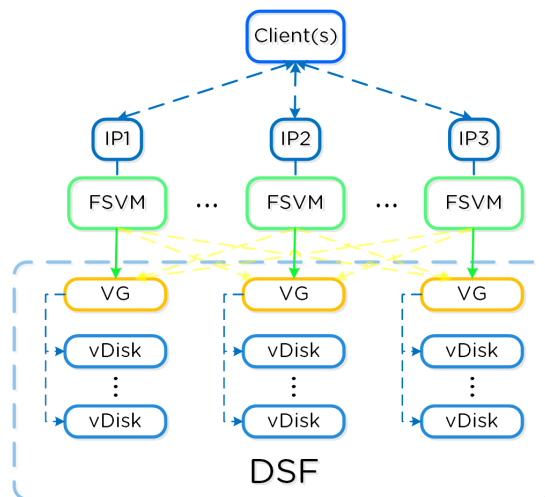 Client(s)
IP1 IP2 IP3
FSVM ... FSVM ... FSVM
VG VG VG
vDisk vDisk vDisk
vDisk vDisk vDisk
DSF